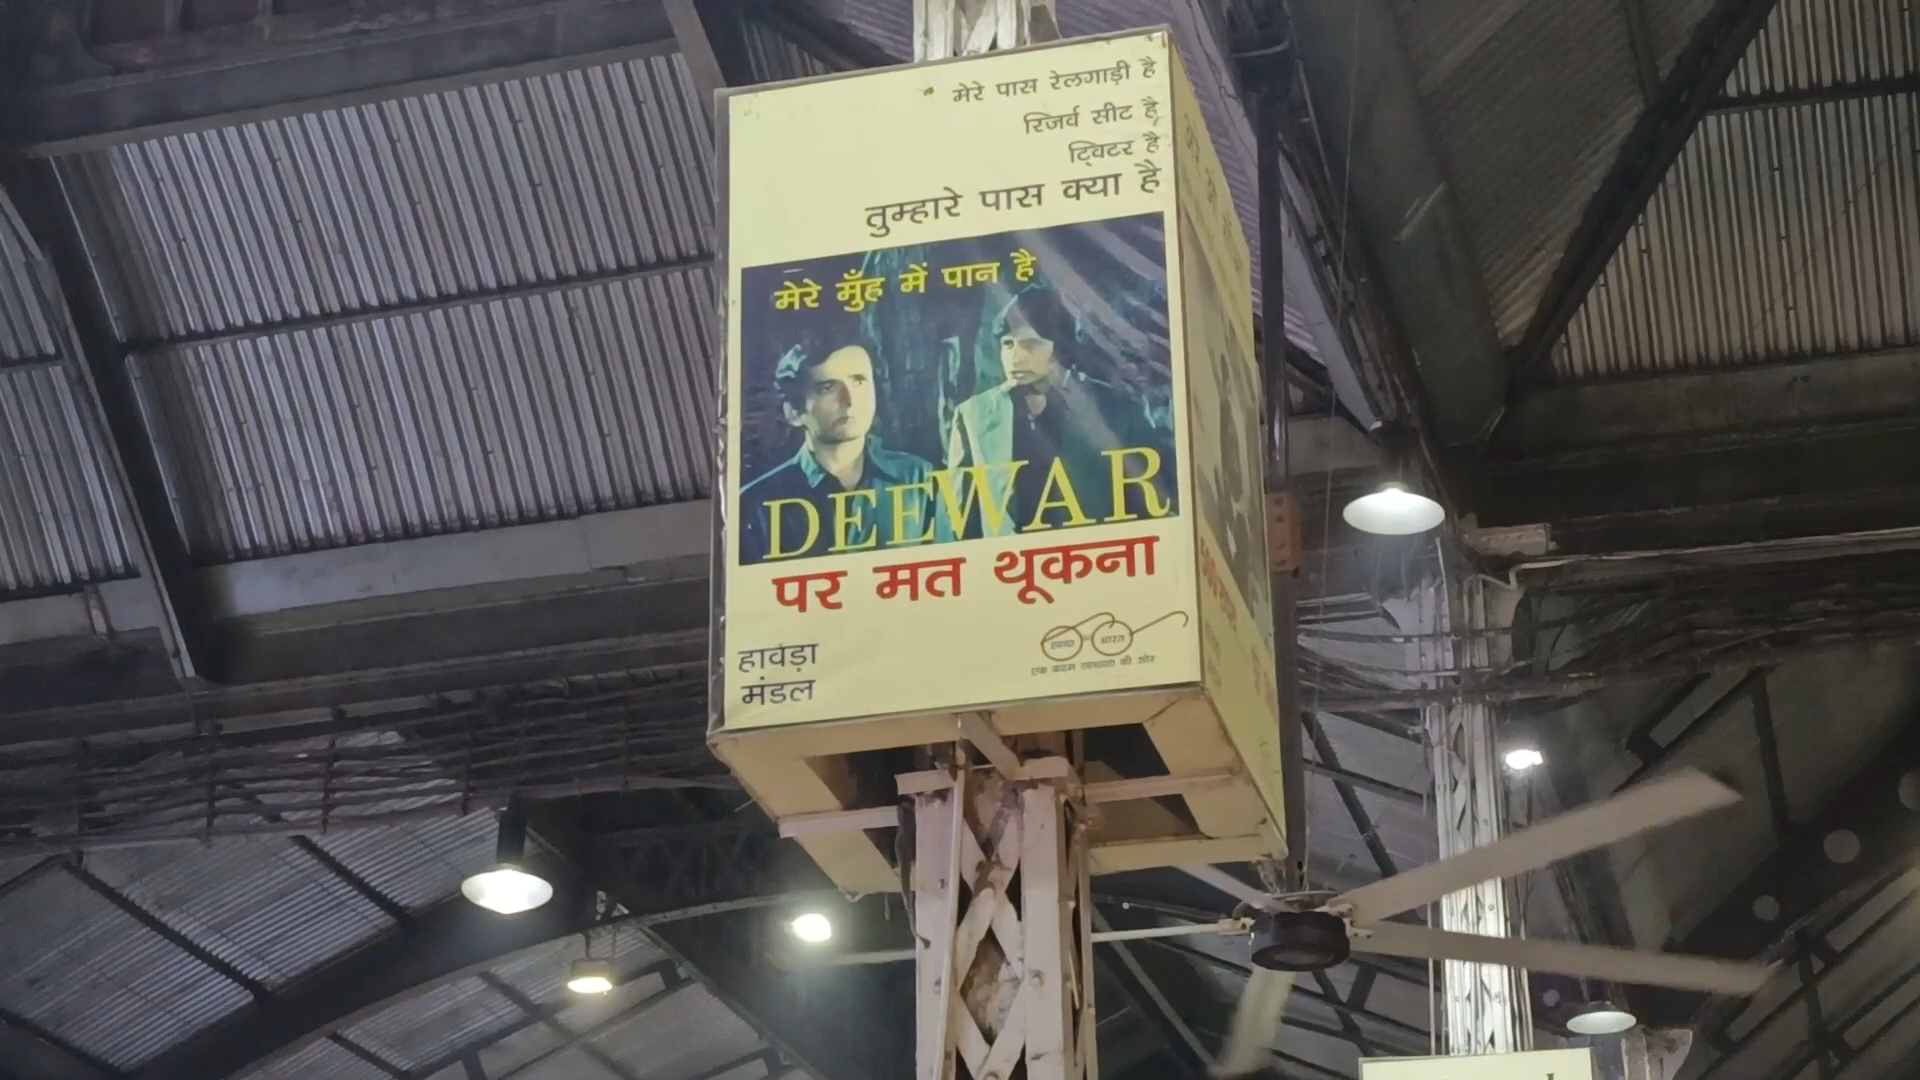 मेरे पास रेलगाड़ी है
रिजर्व सीट है,
ट्विटर है
तुम्हारे पास क्या है
मेरे मुँह में पान है
DEEWAR
पर मत थूकना
हावड़ा
मंडल
स्वच्छ भारत
एक कदम स्वच्छता की ओर